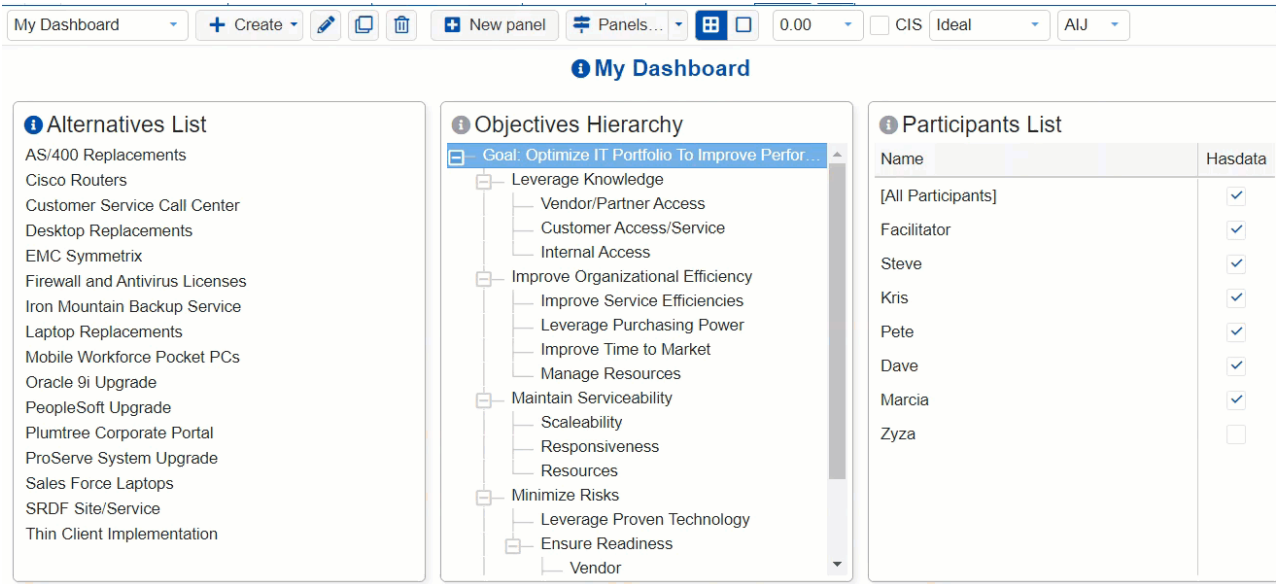 My Dashboard Create New panel Panels... 0.00 CIS Ideal AIJ
My Dashboard
Alternatives List
AS/400 Replacements
Cisco Routers
Customer Service Call Center
Desktop Replacements
EMC Symmetrix
Firewall and Antivirus Licenses
Iron Mountain Backup Service
Laptop Replacements
Mobile Workforce Pocket PCs
Oracle 9i Upgrade
PeopleSoft Upgrade
Plumtree Corporate Portal
ProServe System Upgrade
Sales Force Laptops
SRDF Site/Service
Thin Client Implementation
Objectives Hierarchy
Goal: Optimize IT Portfolio To Improve Perfor...
Leverage Knowledge
Vendor/Partner Access
Customer Access/Service
Internal Access
Improve Organizational Efficiency
Improve Service Efficiencies
Leverage Purchasing Power
Improve Time to Market
Manage Resources
Maintain Serviceability
Scaleability
Responsiveness
Resources
Minimize Risks
Leverage Proven Technology
Ensure Readiness
Vendor
Participants List
Name Hasdata
[All Participants]
Facilitator
Steve
Kris
Pete
Dave
Marcia
Zyza